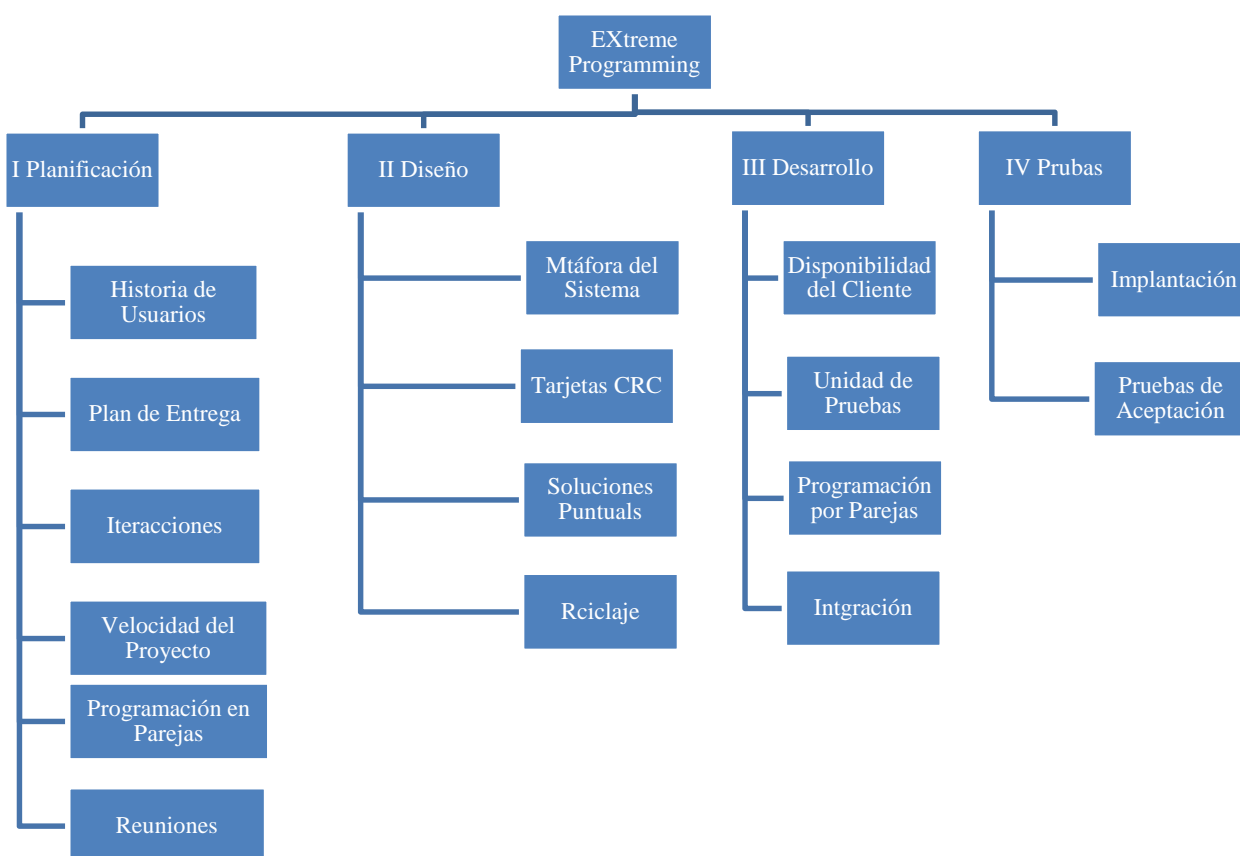 EXtreme
Programming
I Planificación
Historia de
Usuarios
Plan de Entrega
Iteracciones
Velocidad del
Proyecto
Programación en
Parejas
Reuniones
II Diseño
Mtáfora del
Sistema
Tarjetas CRC
Soluciones
Puntuals
Rciclaje
III Desarrollo
Disponibilidad
del Cliente
Unidad de
Pruebas
Programación
por Parejas
Intgración
IV Prubas
Implantación
Pruebas de
Aceptación